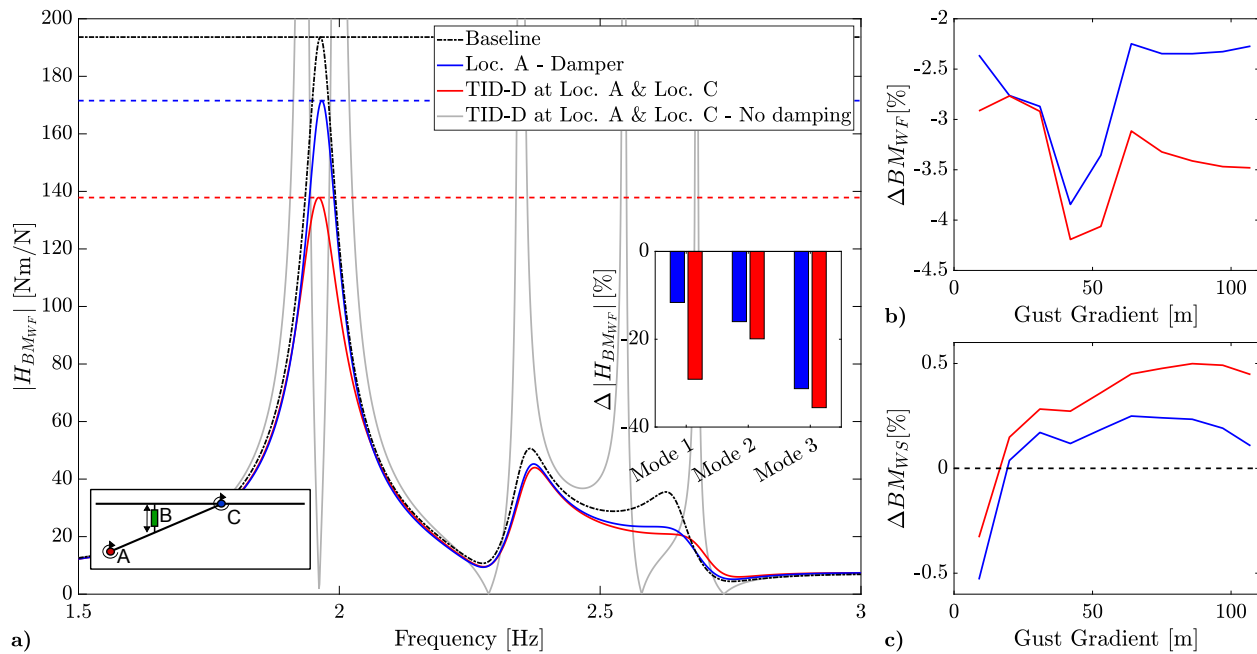 200
180
160
140
120
100
80
60
40
20
0
|H_{BM_{WF}}| [Nm/N]
1.5
2
2.5
3
Frequency [Hz]
a)
Baseline
Loc. A - Damper
TID-D at Loc. A & Loc. C
TID-D at Loc. A & Loc. C - No damping
A
B
C
0
-20
-40
Δ |H_{BM_{WF}}| [%]
Mode 1
Mode 2
Mode 3
-2
-2.5
-3
-3.5
-4
-4.5
ΔBM_{WF}[%]
0
50
100
Gust Gradient [m]
b)
0.5
0
-0.5
ΔBM_{WS}[%]
0
50
100
Gust Gradient [m]
c)